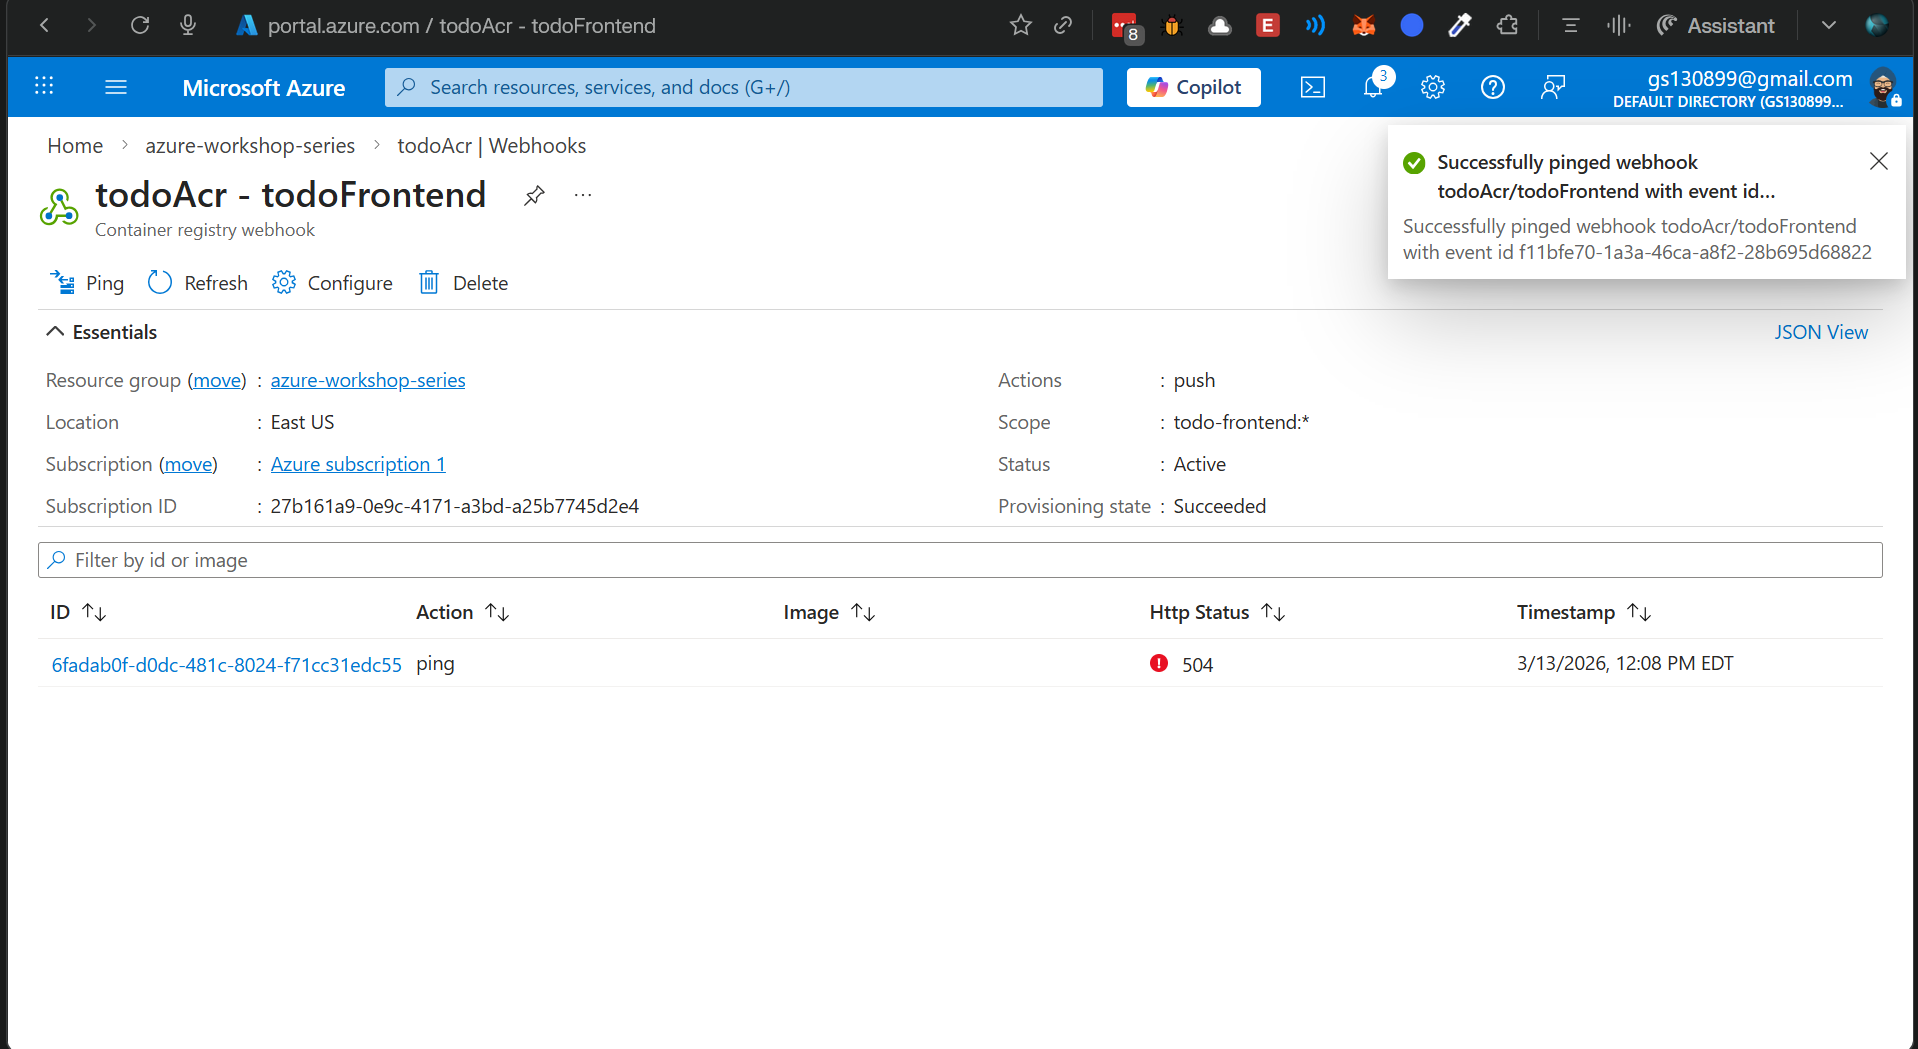 portal.azure.com / todoAcr - todoFrontend
8
E
Assistant
Microsoft Azure
Search resources, services, and docs (G+/)
Copilot
3
gs130899@gmail.com
DEFAULT DIRECTORY (GS130899...
Home > azure-workshop-series > todoAcr | Webhooks
todoAcr - todoFrontend
...
Container registry webhook
Successfully pinged webhook
todoAcr/todoFrontend with event id...
Successfully pinged webhook todoAcr/todoFrontend
with event id f11bfe70-1a3a-46ca-a8f2-28b695d68822
Ping Refresh Configure Delete
Essentials
JSON View
Resource group (move) : azure-workshop-series
Location : East US
Subscription (move) : Azure subscription 1
Subscription ID : 27b161a9-0e9c-4171-a3bd-a25b7745d2e4
Actions : push
Scope : todo-frontend:*
Status : Active
Provisioning state : Succeeded
Filter by id or image
ID Action Image Http Status Timestamp
6fadab0f-d0dc-481c-8024-f71cc31edc55 ping 504 3/13/2026, 12:08 PM EDT